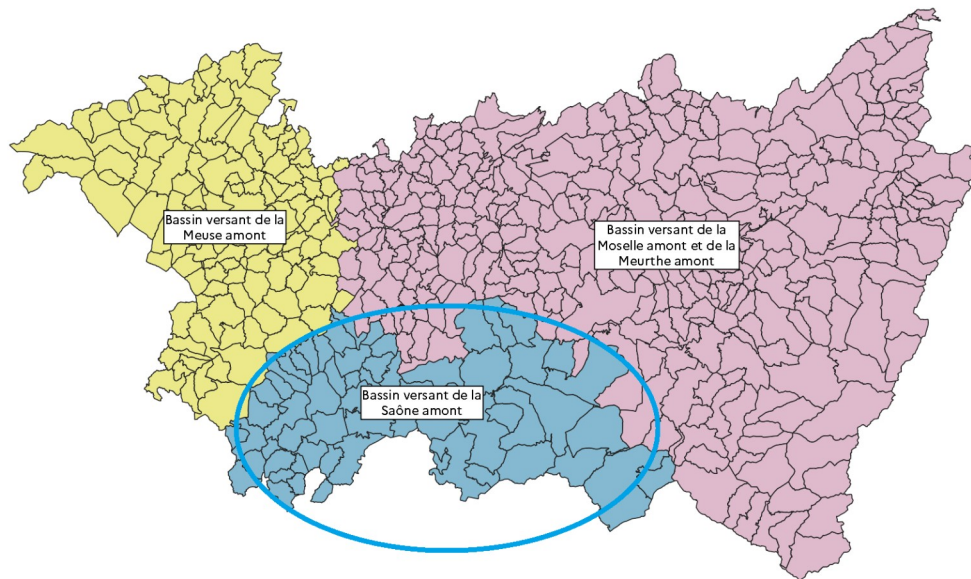 Bassin versant de la
Meuse amont
Bassin versant de la
Moselle amont et de la
Meurthe amont
Bassin versant de la
Saône amont